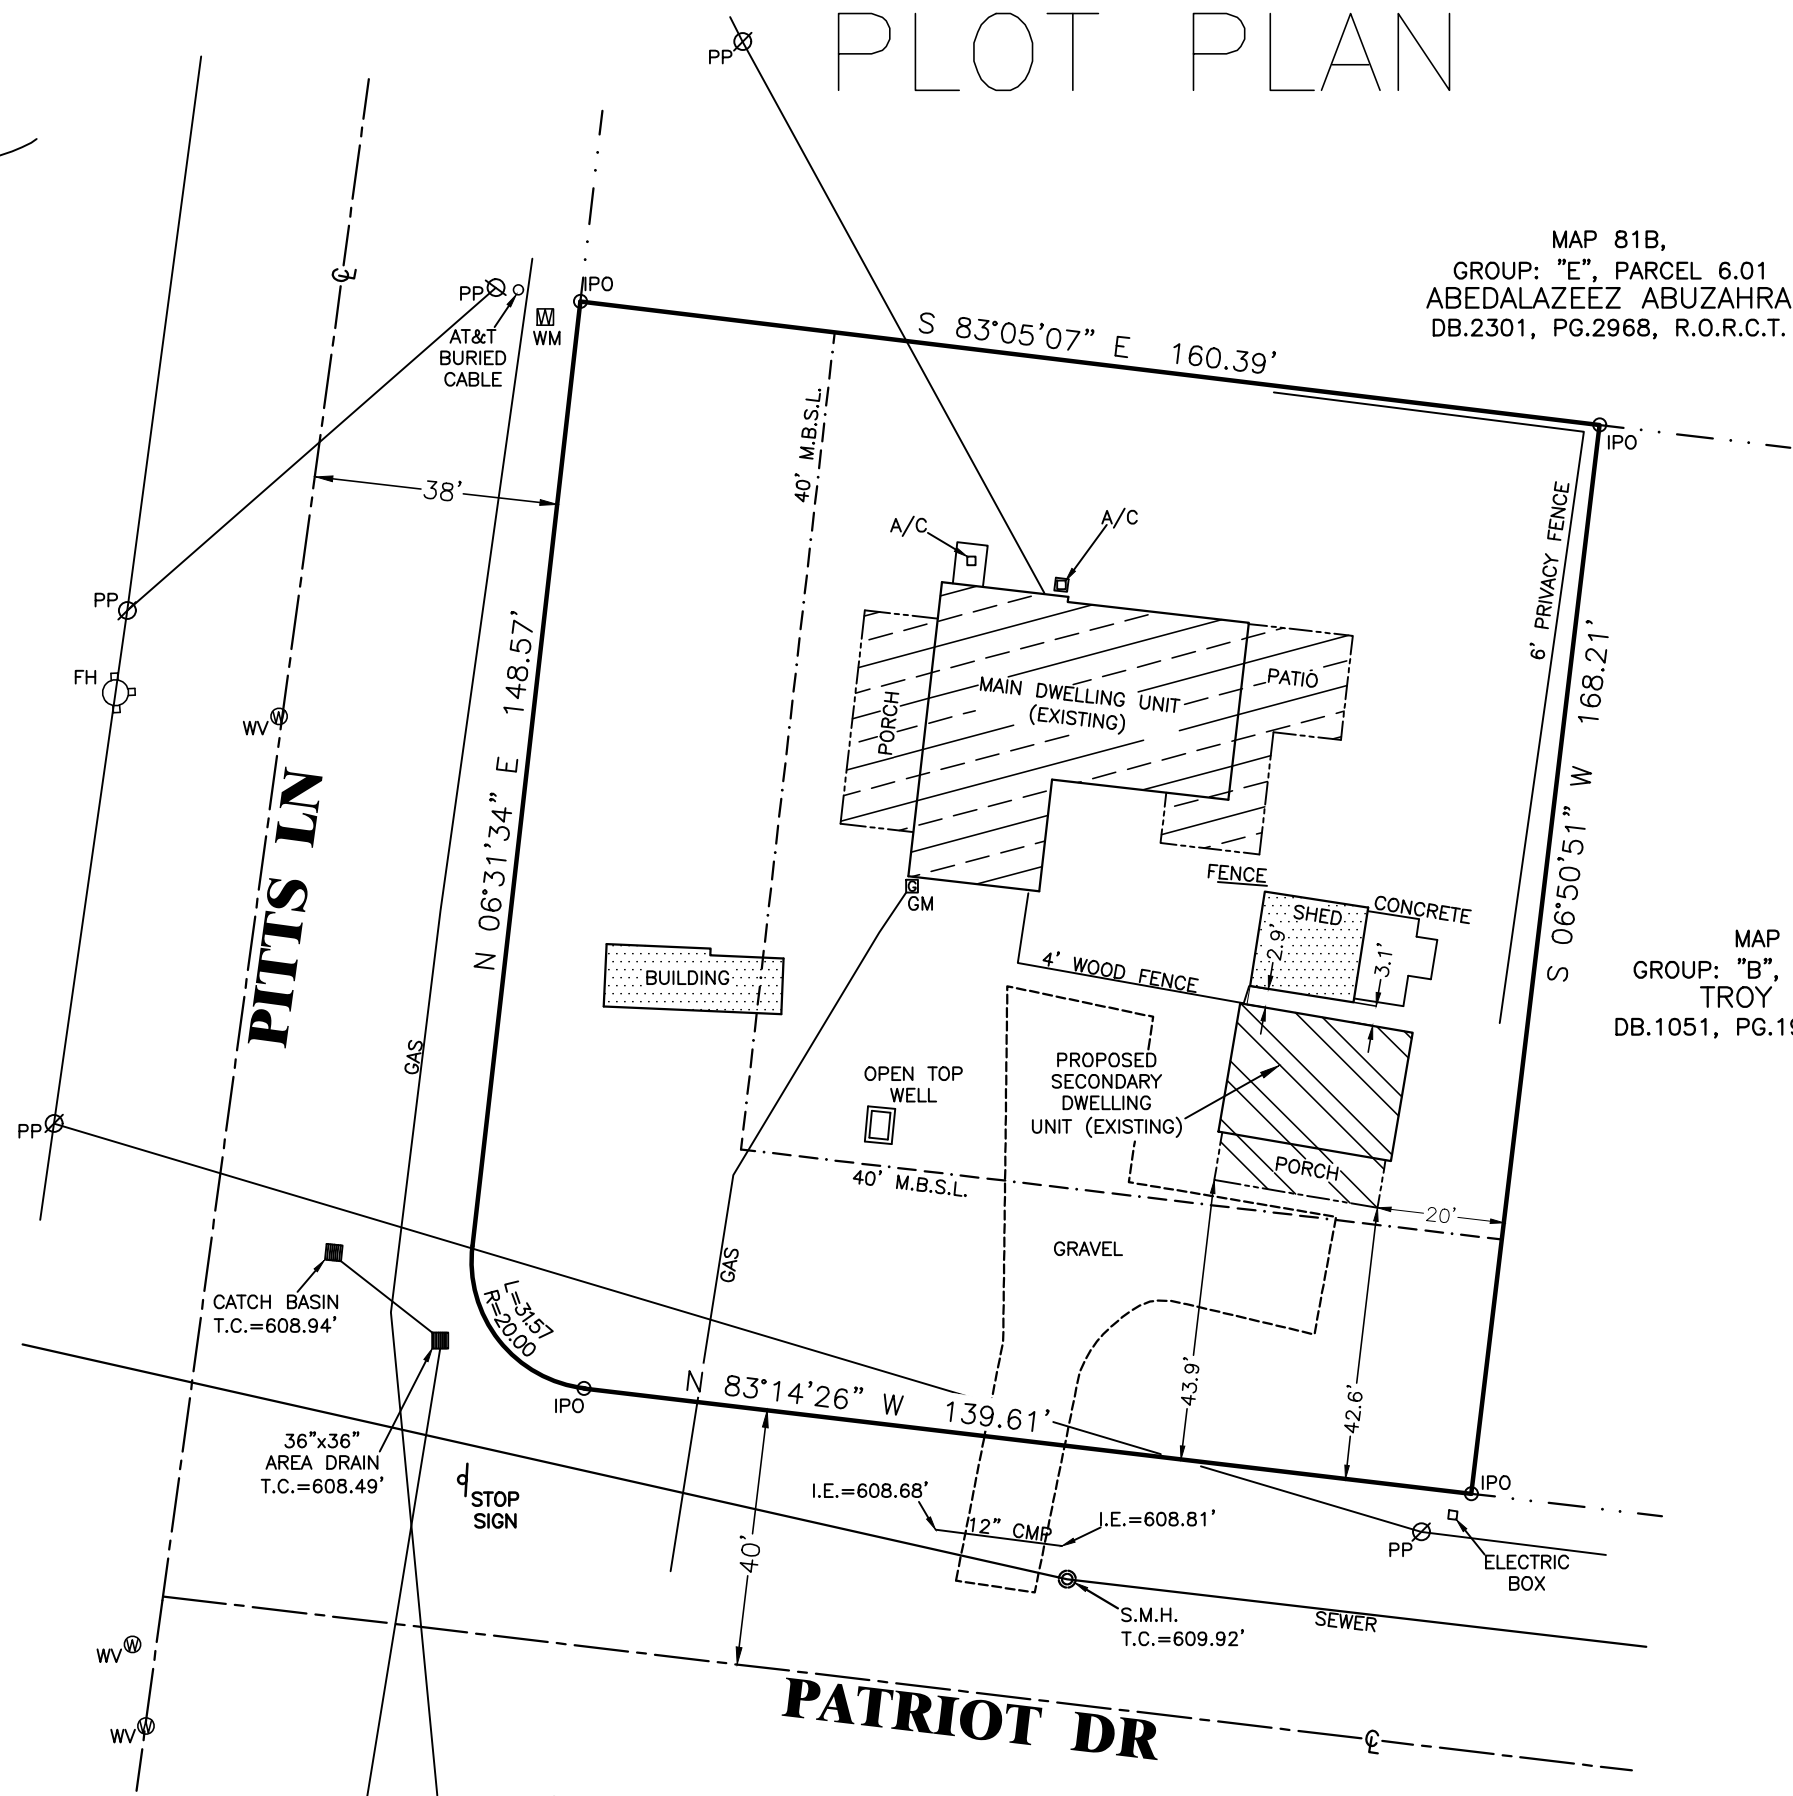 PLOT PLAN
PP
℄
MAP 81B,
GROUP: "E", PARCEL 6.01
ABEDALAZEEZ ABUZAHRA
DB.2301, PG.2968, R.O.R.C.T.
IPO
PP
AT&T
BURIED
CABLE
W
WM
S 83°05'07" E 160.39'
40' M.B.S.L.
IPO
38'
A/C
A/C
6' PRIVACY FENCE
PP
FH
N 06°31'34" E 148.57'
S 06°50'51" W 168.21'
PORCH
MAIN DWELLING UNIT
(EXISTING)
PATIO
WV
W
PITTS LN
FENCE
G
GM
SHED
CONCRETE
2.9'
3.1'
4' WOOD FENCE
BUILDING
MAP
GROUP: "B",
TROY
DB.1051, PG.19
GAS
OPEN TOP
WELL
PROPOSED
SECONDARY
DWELLING
UNIT (EXISTING)
PP
PORCH
40' M.B.S.L.
20'
GRAVEL
GAS
CATCH BASIN
T.C.=608.94'
L=31.57
R=20.00
43.9'
42.6'
N 83°14'26" W 139.61'
IPO
36"x36"
AREA DRAIN
T.C.=608.49'
STOP
SIGN
I.E.=608.68'
12" CMP
I.E.=608.81'
IPO
PP
ELECTRIC
BOX
40'
S.M.H.
T.C.=609.92'
SEWER
WV
W
PATRIOT DR
WV
W
℄